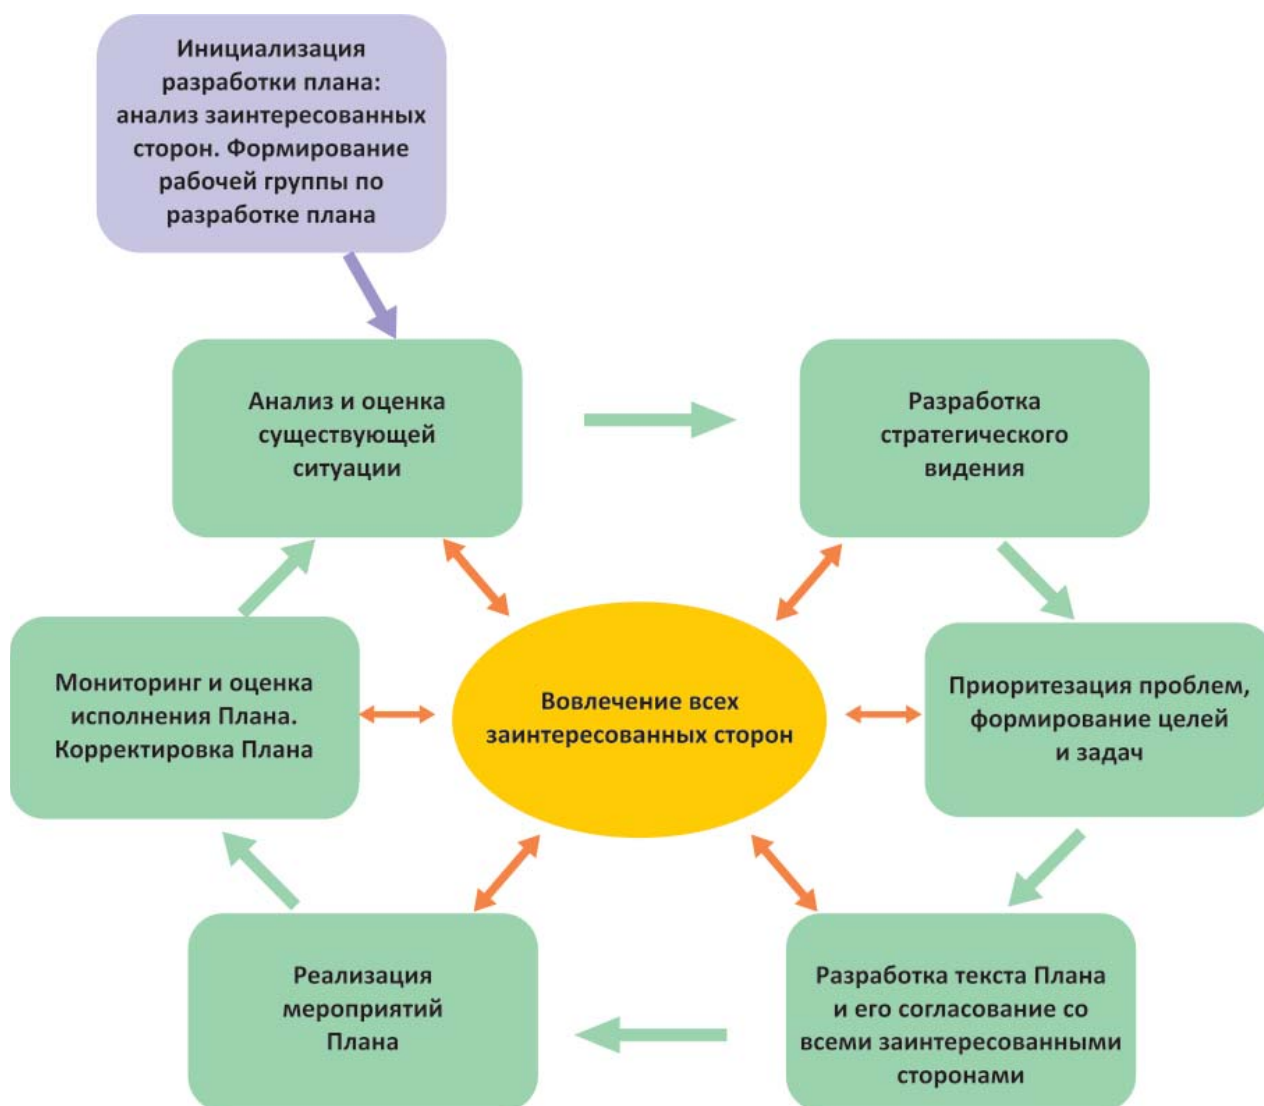 Инициализация
разработки плана:
анализ заинтересованных
сторон. Формирование
рабочей группы по
разработке плана
Анализ и оценка
существующей
ситуации
Разработка
стратегического
видения
Приоритезация проблем,
формирование целей
и задач
Разработка текста Плана
и его согласование со
всеми заинтересованными
сторонами
Реализация
мероприятий
Плана
Мониторинг и оценка
исполнения Плана.
Корректировка Плана
Вовлечение всех
заинтересованных сторон